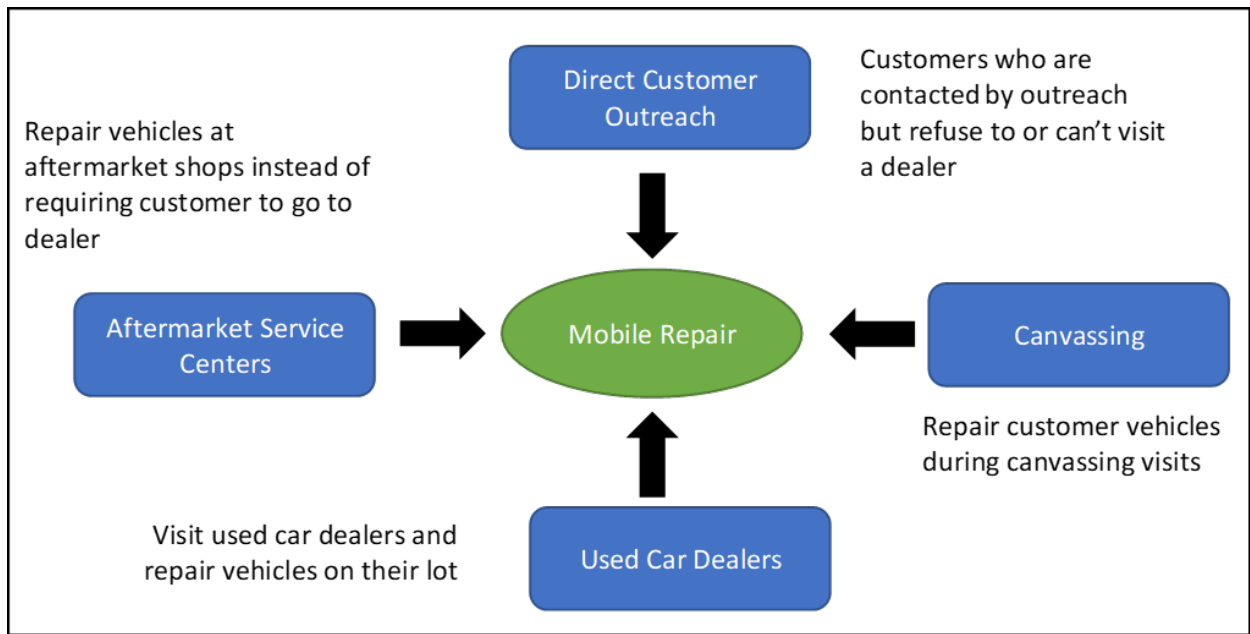 Direct Customer
Outreach
Customers who are
contacted by outreach
but refuse to or can’t visit
a dealer
Repair vehicles at
aftermarket shops instead of
requiring customer to go to
dealer
Aftermarket Service
Centers
Mobile Repair
Canvassing
Repair customer vehicles
during canvassing visits
Visit used car dealers and
repair vehicles on their lot
Used Car Dealers